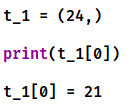 t_1 = (24,)
print(t_1[0])
t_1[0] = 21